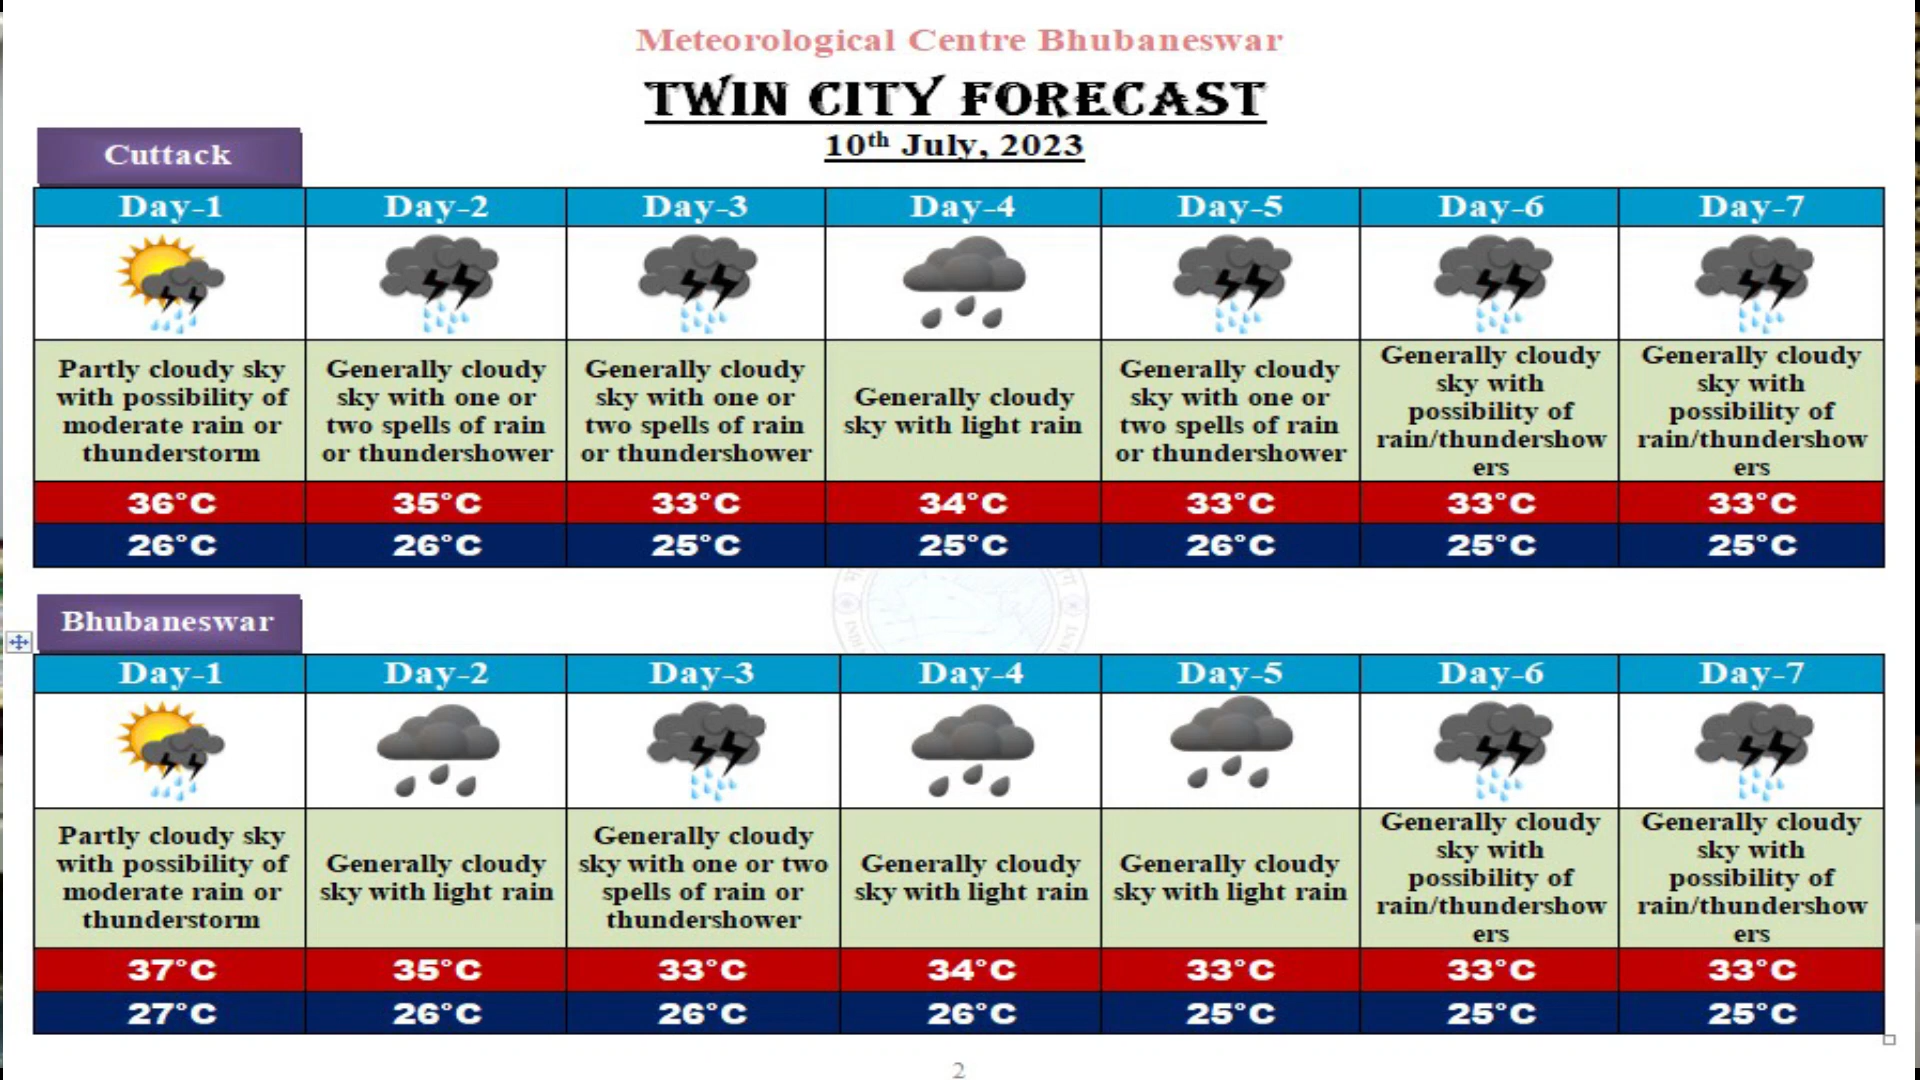 Meteorological Centre Bhubaneswar
TWIN CITY FORECAST
10th July, 2023
Cuttack
Day-1 Day-2 Day-3 Day-4 Day-5 Day-6 Day-7
Partly cloudy sky
with possibility of
moderate rain or
thunderstorm
Generally cloudy
sky with one or
two spells of rain
or thundershower
Generally cloudy
sky with one or
two spells of rain
or thundershower
Generally cloudy
sky with light rain
Generally cloudy
sky with one or
two spells of rain
or thundershower
Generally cloudy
sky with
possibility of
rain/thundershow
ers
Generally cloudy
sky with
possibility of
rain/thundershow
ers
36°C 35°C 33°C 34°C 33°C 33°C 33°C
26°C 26°C 25°C 25°C 26°C 25°C 25°C
Bhubaneswar
Day-1 Day-2 Day-3 Day-4 Day-5 Day-6 Day-7
Partly cloudy sky
with possibility of
moderate rain or
thunderstorm
Generally cloudy
sky with light rain
Generally cloudy
sky with one or two
spells of rain or
thundershower
Generally cloudy
sky with light rain
Generally cloudy
sky with light rain
Generally cloudy
sky with
possibility of
rain/thundershow
ers
Generally cloudy
sky with
possibility of
rain/thundershow
ers
37°C 35°C 33°C 34°C 33°C 33°C 33°C
27°C 26°C 26°C 26°C 25°C 25°C 25°C
2